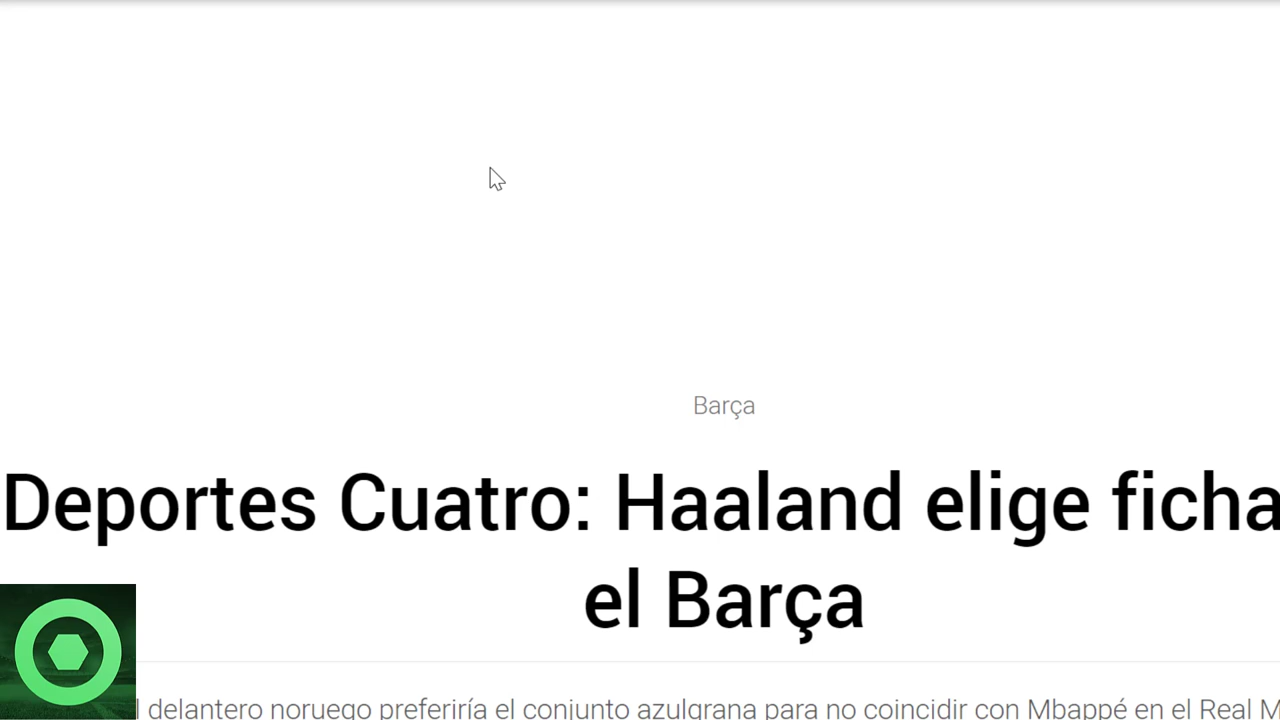 Barça
Deportes Cuatro: Haaland elige ficha
el Barça
delantero noruego preferiría el conjunto azulgrana para no coincidir con Mbappé en el Real M